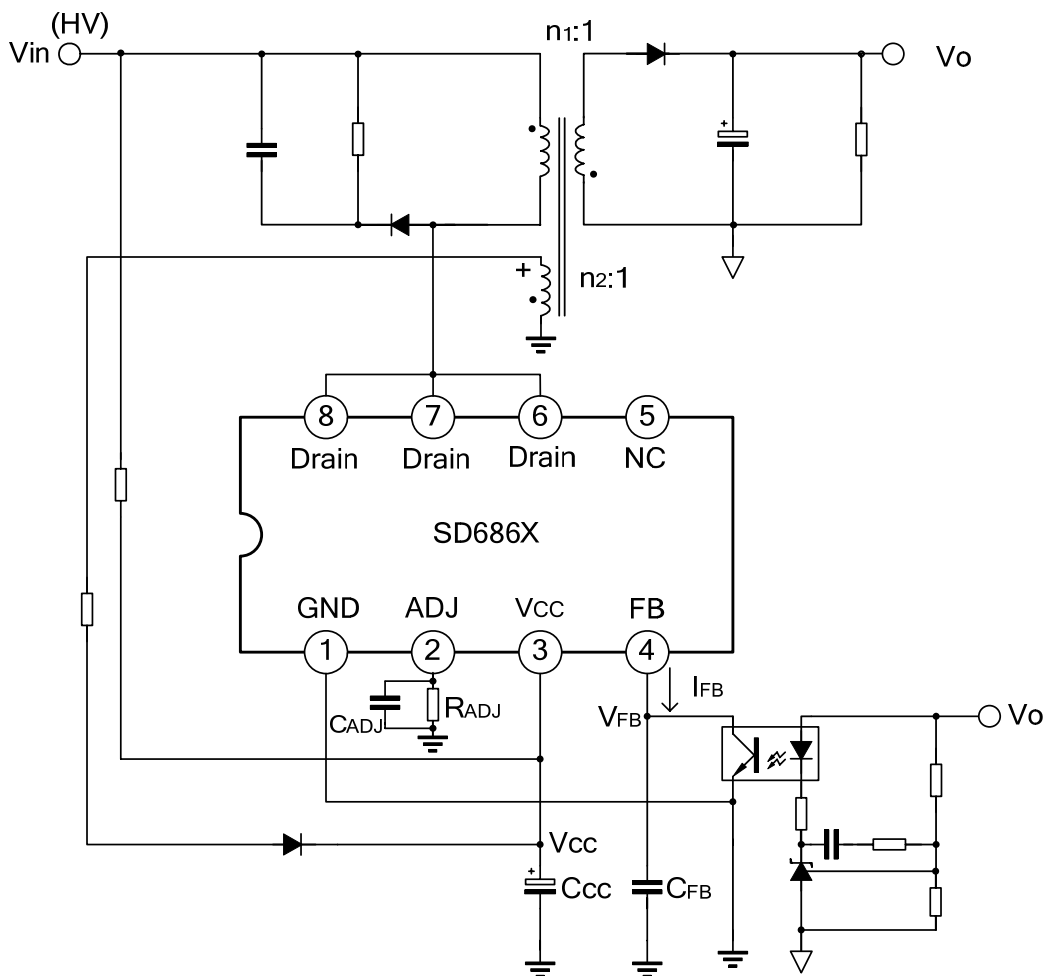 (HV)
Vin
n1:1
Vo
+
+
n2:1
8
7
6
5
Drain
Drain
Drain
NC
SD686X
GND
ADJ
VCC
FB
1
2
3
4
IFB
CADJ
RADJ
VFB
Vo
Vcc
+
Ccc
CFB